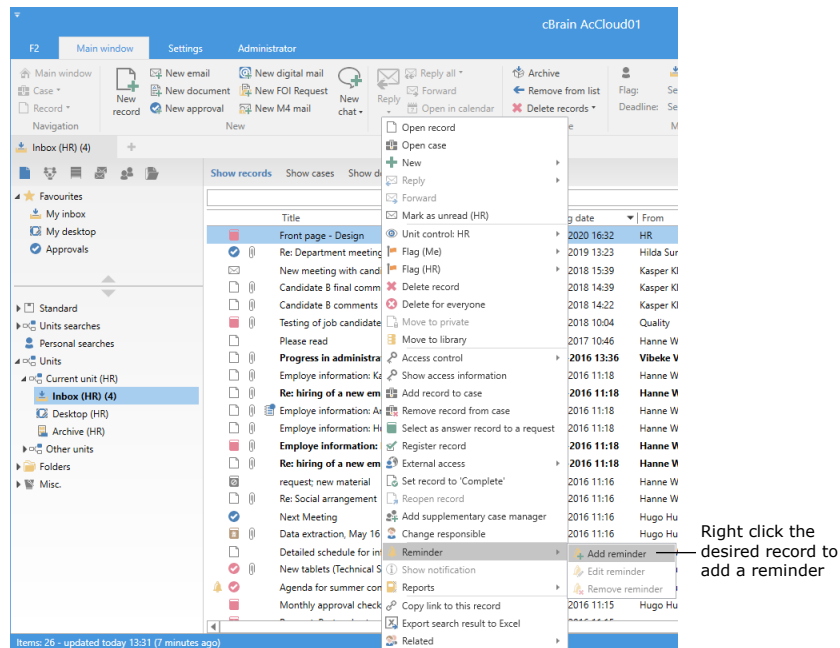 cBrain AcCloud01
F2 Main window Settings Administrator
Main window
Case
Record
Navigation
New record
New email
New document
New approval
New digital mail
New FOI Request
New M4 mail
New chat
New
Reply
Reply all
Forward
Open in calendar
Archive
Remove from list
Delete records
Flag:
Deadline:
Inbox (HR) (4) +
Show records Show cases
Favourites
My inbox
My desktop
Approvals
Standard
Units searches
Personal searches
Units
Current unit (HR)
Inbox (HR) (4)
Desktop (HR)
Archive (HR)
Other units
Folders
Misc.
Title
Front page - Design
Re: Department meeting
New meeting with candi
Candidate B final comm
Candidate B comments
Testing of job candidate
Please read
Progress in administra
Employe information: Ka
Re: hiring of a new em
Employe information: A
Employe information: H
Employe information:
Re: hiring of a new em
request; new material
Re: Social arrangement
Next Meeting
Data extraction, May 16
Detailed schedule for in
New tablets (Technical S
Agenda for summer con
Monthly approval check
Open record
Open case
New
Reply
Forward
Mark as unread (HR)
Unit control: HR
Flag (Me)
Flag (HR)
Delete record
Delete for everyone
Move to private
Move to library
Access control
Show access information
Add record to case
Remove record from case
Select as answer record to a request
Register record
External access
Set record to 'Complete'
Reopen record
Add supplementary case manager
Change responsible
Reminder
Show notification
Reports
Copy link to this record
Export search result to Excel
Related
Add reminder
Edit reminder
Remove reminder
g date From
2020 16:32 HR
2019 13:23 Hilda Sur
2018 15:39 Kasper Kl
2018 14:39 Kasper Kl
2018 14:22 Kasper Kl
2018 10:04 Quality
2017 10:46 Hanne W
-2016 13:36 Vibeke V
2016 11:18 Hanne W
-2016 11:18 Hanne W
2016 11:18 Hanne W
2016 11:18 Hanne W
-2016 11:18 Hanne W
-2016 11:18 Hanne W
2016 11:16 Hanne W
2016 11:16 Hanne W
2016 11:16 Hugo Hu
2016 11:16 Hugo Hu
2016 11:15 Hugo Hu
Items: 26 - updated today 13:31 (7 minutes ago)
Right click the
desired record to
add a reminder